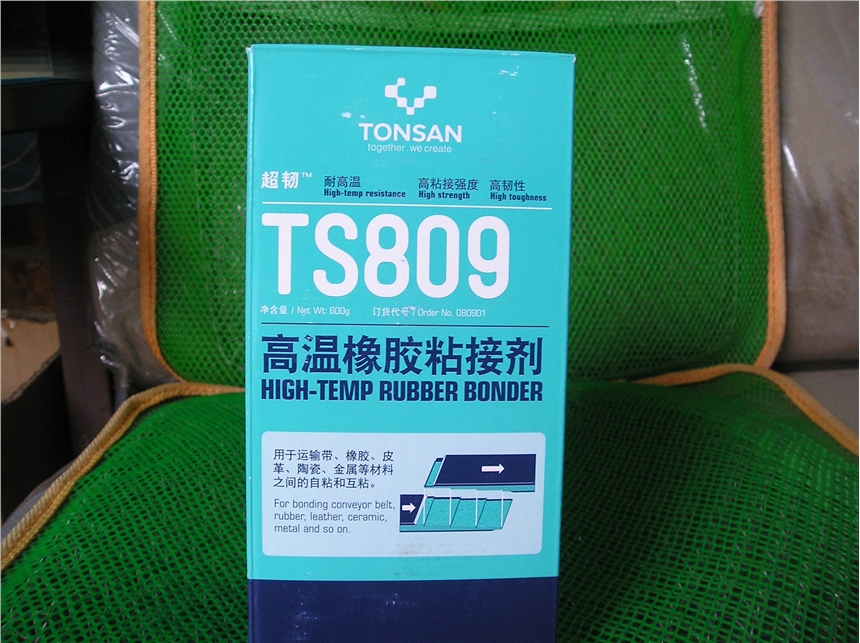 TONSAN
together.we create
超韧™
耐高温 高粘接强度 高韧性
High-temp resistance High strength High toughness
TS809
净含量 / Net Wt: 600g 订货代号 / Order No. 080901
高温橡胶粘接剂
HIGH-TEMP RUBBER BONDER
用于运输带、橡胶、皮
革、陶瓷、金属等材料
之间的自粘和互粘。
For bonding conveyor belt,
rubber, leather, ceramic,
metal and so on.